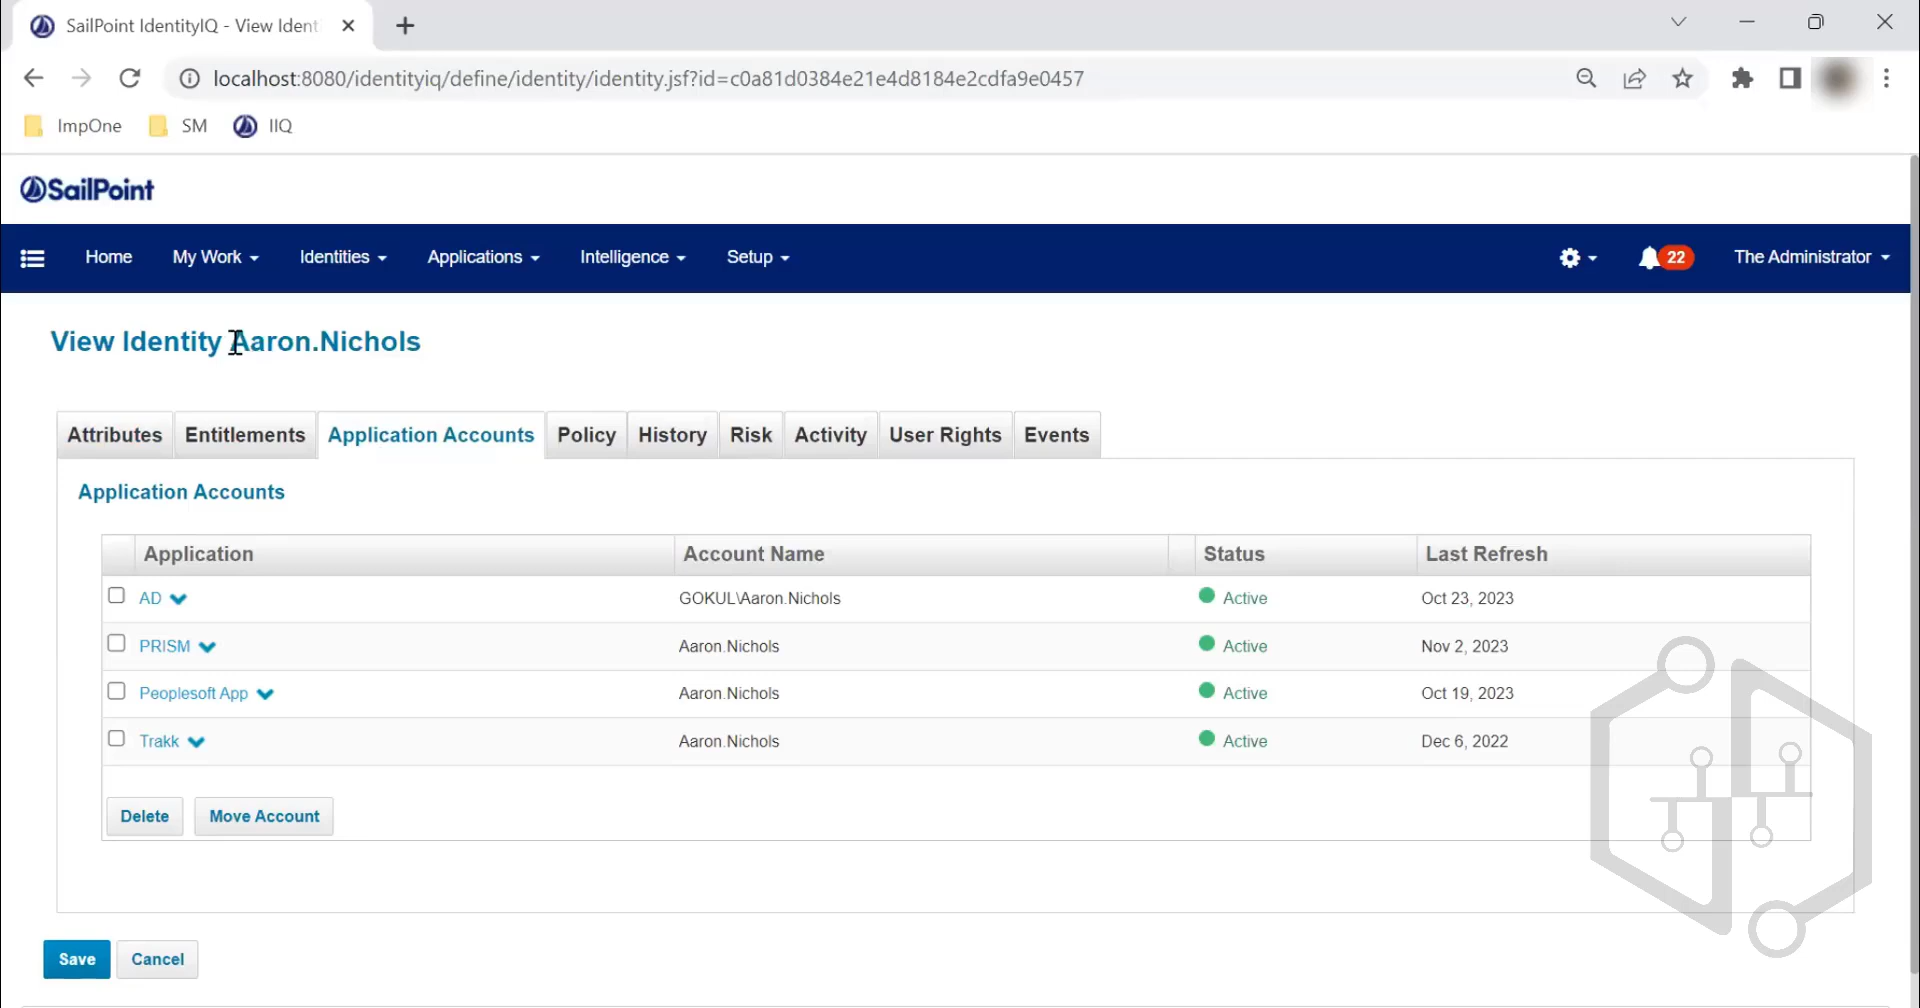 SailPoint IdentityIQ - View Ident
localhost:8080/identityiq/define/identity/identity.jsf?id=c0a81d0384e21e4d8184e2cdfa9e0457
ImpOne SM IIQ
SailPoint
Home My Work Identities Applications Intelligence Setup 22 The Administrator
View Identity Aaron.Nichols
Attributes Entitlements Application Accounts Policy History Risk Activity User Rights Events
Application Accounts
Application Account Name Status Last Refresh
AD GOKUL\Aaron.Nichols Active Oct 23, 2023
PRISM Aaron.Nichols Active Nov 2, 2023
Peoplesoft App Aaron.Nichols Active Oct 19, 2023
Trakk Aaron.Nichols Active Dec 6, 2022
Delete Move Account
Save Cancel